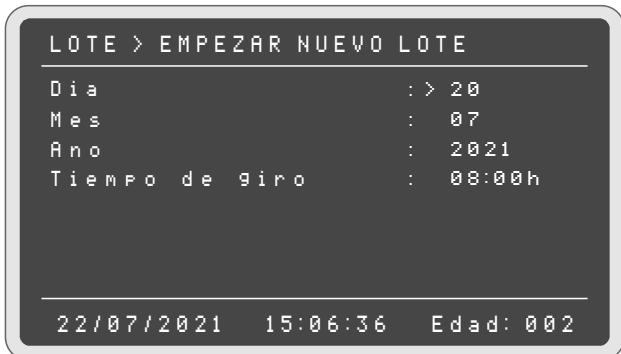 LOTE > EMPEZAR NUEVO LOTE
Dia :> 20
Mes : 07
Ano : 2021
Tiempo de giro : 08:00h
22/07/2021 15:06:36 Edad: 002